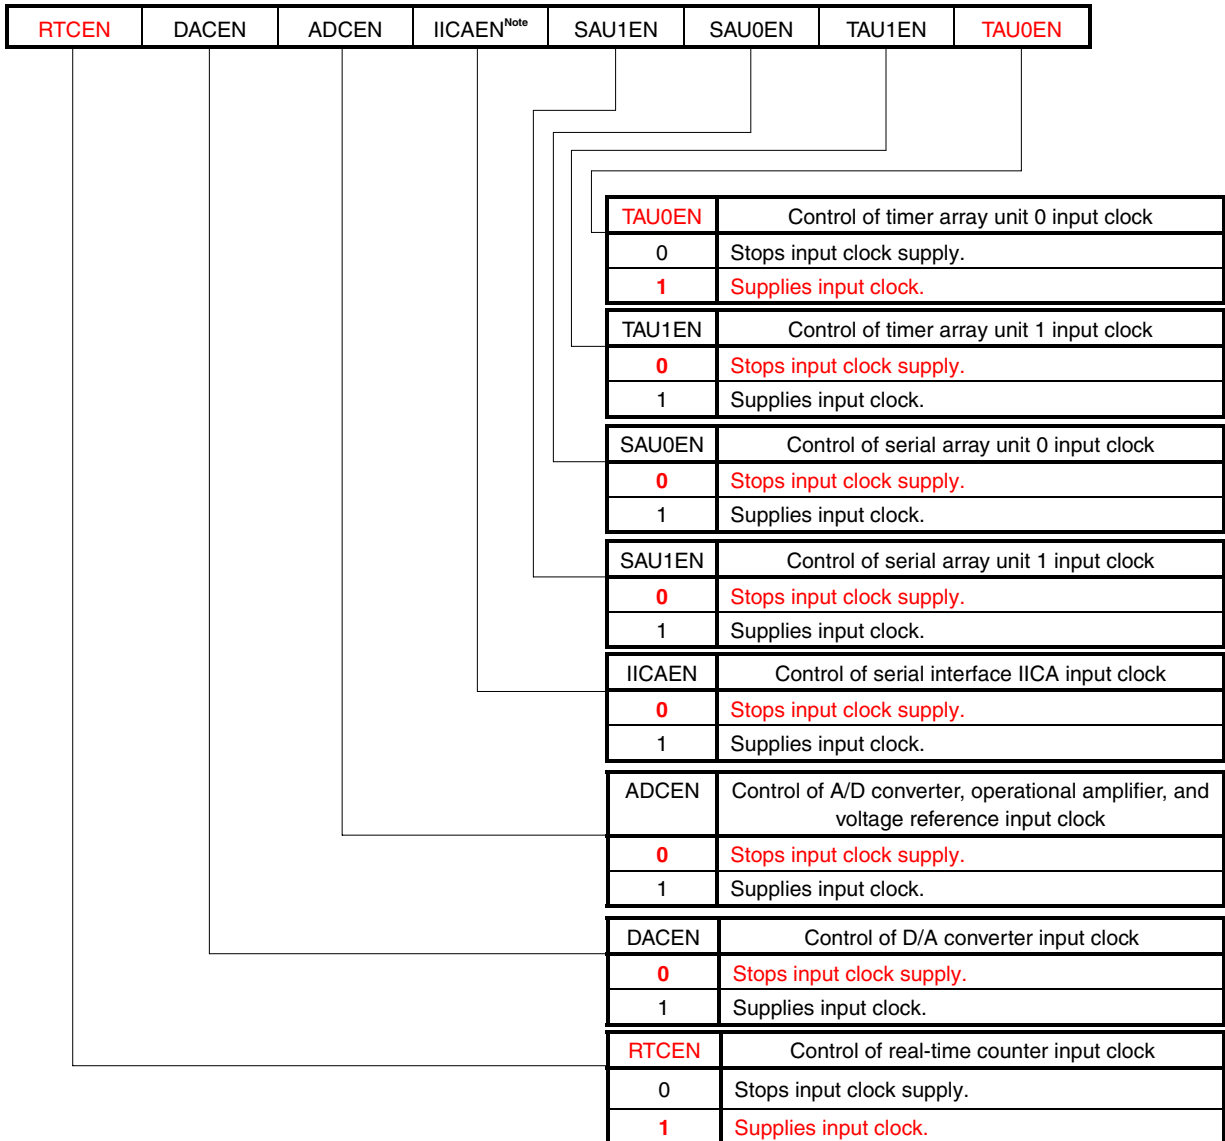 RTCEN DACEN ADCEN IICAEN^Note SAU1EN SAU0EN TAU1EN TAU0EN
TAU0EN Control of timer array unit 0 input clock
0 Stops input clock supply.
1 Supplies input clock.
TAU1EN Control of timer array unit 1 input clock
0 Stops input clock supply.
1 Supplies input clock.
SAU0EN Control of serial array unit 0 input clock
0 Stops input clock supply.
1 Supplies input clock.
SAU1EN Control of serial array unit 1 input clock
0 Stops input clock supply.
1 Supplies input clock.
IICAEN Control of serial interface IICA input clock
0 Stops input clock supply.
1 Supplies input clock.
ADCEN Control of A/D converter, operational amplifier, and
voltage reference input clock
0 Stops input clock supply.
1 Supplies input clock.
DACEN Control of D/A converter input clock
0 Stops input clock supply.
1 Supplies input clock.
RTCEN Control of real-time counter input clock
0 Stops input clock supply.
1 Supplies input clock.